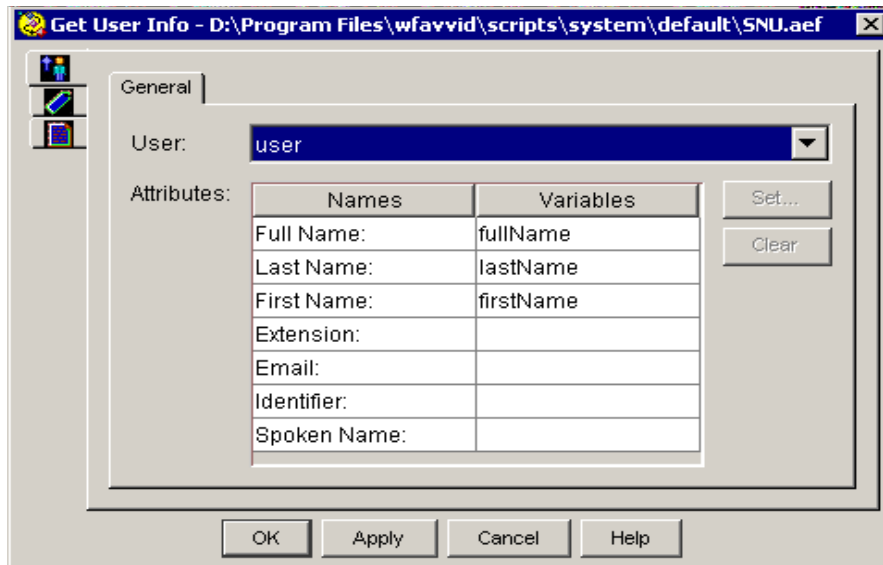 Get User Info - D:\Program Files\wfavvid\scripts\system\default\SNU.aef
General
User: user
Attributes: Names Variables Set...
Full Name: fullName Clear
Last Name: lastName
First Name: firstName
Extension:
Email:
Identifier:
Spoken Name:
OK Apply Cancel Help